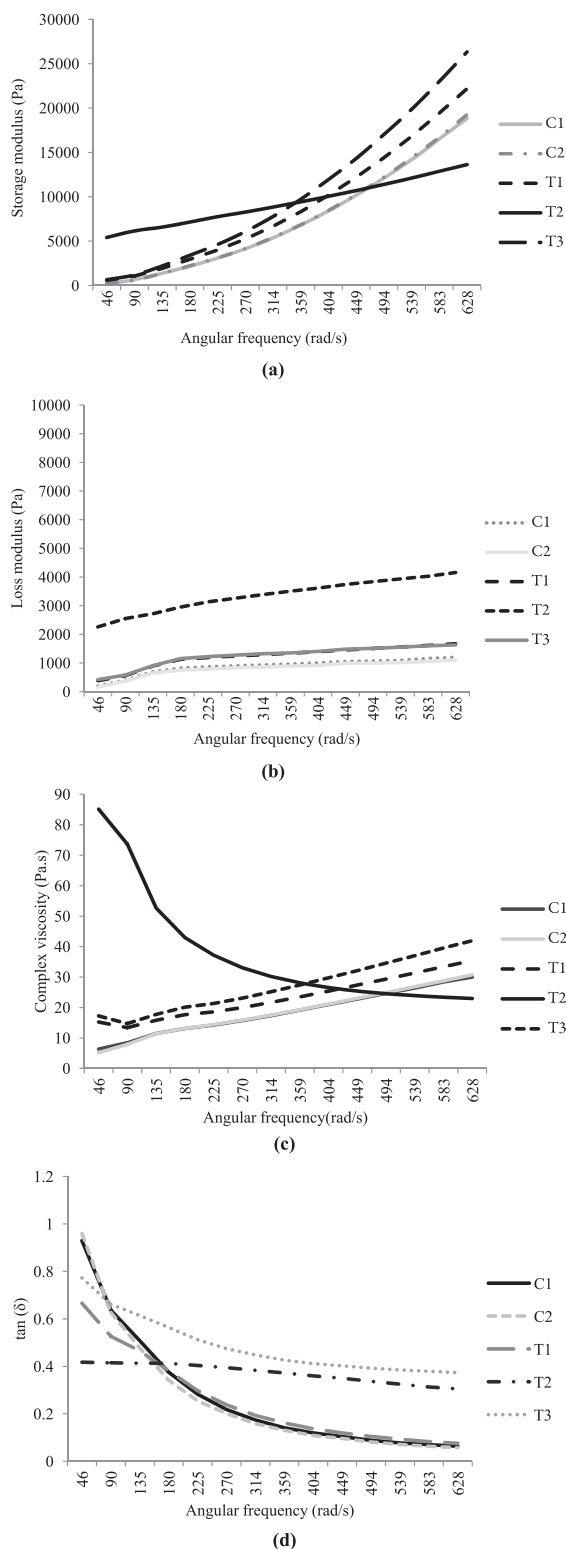 30000
25000
20000
15000
10000
5000
0
Storage modulus (Pa)
46 90 135 180 225 270 314 359 404 449 494 539 583 628
Angular frequency (rad/s)
C1
C2
T1
T2
T3
(a)
10000
9000
8000
7000
6000
5000
4000
3000
2000
1000
0
Loss modulus (Pa)
46 90 135 180 225 270 314 359 404 449 494 539 583 628
Angular frequency (rad/s)
C1
C2
T1
T2
T3
(b)
90
80
70
60
50
40
30
20
10
0
Complex viscosity (Pa.s)
46 90 135 180 225 270 314 359 404 449 494 539 583 628
Angular frequency(rad/s)
C1
C2
T1
T2
T3
(c)
1.2
1
0.8
0.6
0.4
0.2
0
tan (δ)
46 90 135 180 225 270 314 359 404 449 494 539 583 628
Angular frequency (rad/s)
C1
C2
T1
T2
T3
(d)